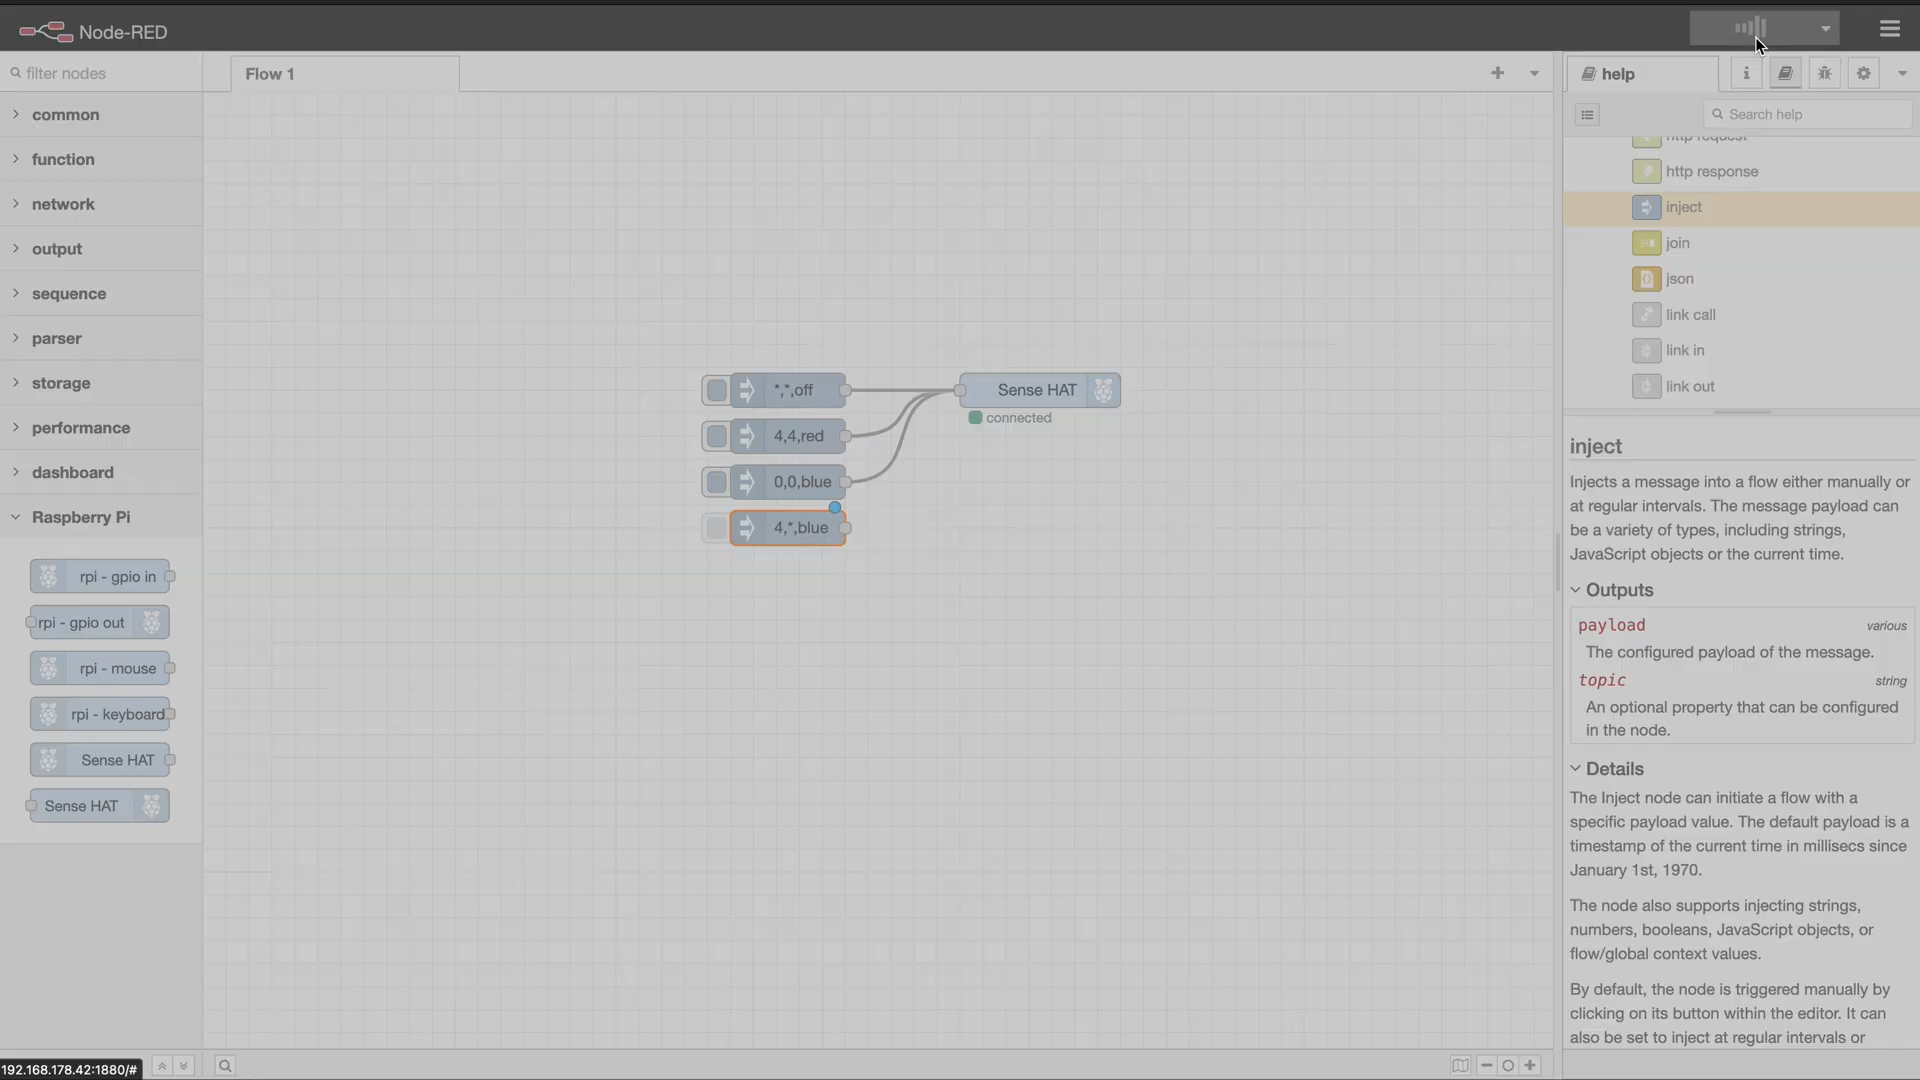 Node-RED
filter nodes
Flow 1
help
common
function
network
output
sequence
parser
storage
performance
dashboard
Raspberry Pi
rpi - gpio in
rpi - gpio out
rpi - mouse
rpi - keyboard
Sense HAT
Sense HAT
*,*,off
4,4,red
0,0,blue
4,*,blue
Sense HAT
connected
Search help
http request
http response
inject
join
json
link call
link in
link out
inject
Injects a message into a flow either manually or
at regular intervals. The message payload can
be a variety of types, including strings,
JavaScript objects or the current time.
Outputs
payload various
The configured payload of the message.
topic string
An optional property that can be configured
in the node.
Details
The Inject node can initiate a flow with a
specific payload value. The default payload is a
timestamp of the current time in millisecs since
January 1st, 1970.
The node also supports injecting strings,
numbers, booleans, JavaScript objects, or
flow/global context values.
By default, the node is triggered manually by
clicking on its button within the editor. It can
also be set to inject at regular intervals or
192.168.178.42:1880/#